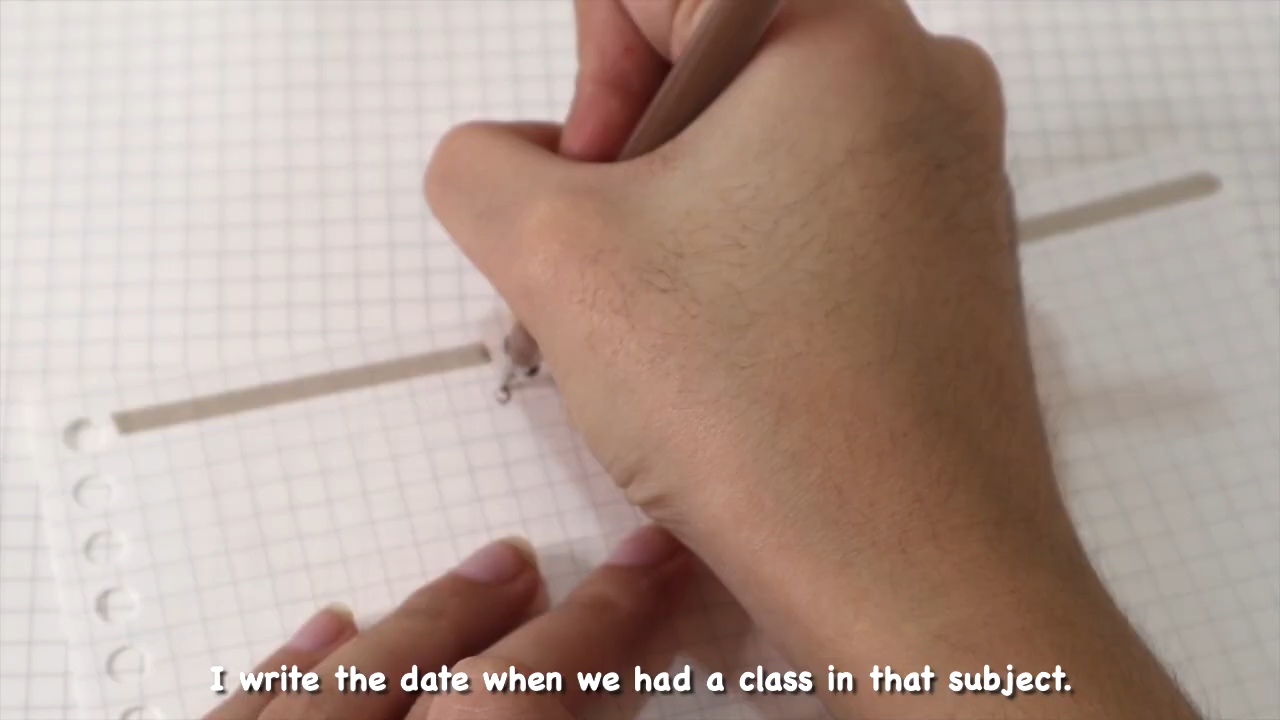 I write the date when we had a class in that subject.